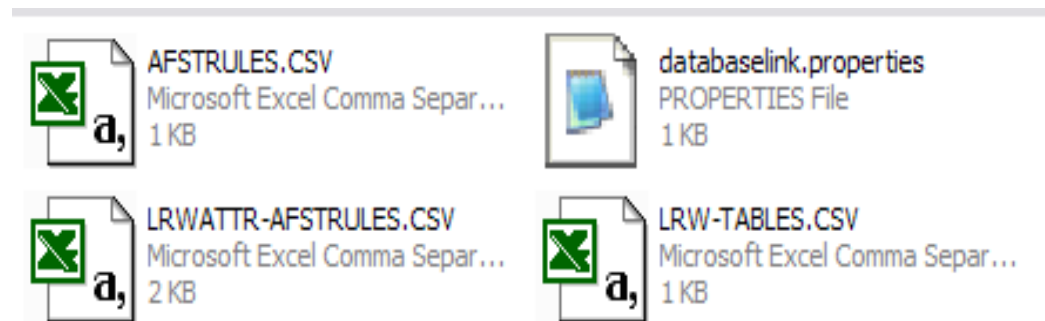 AFSTRULES.CSV
Microsoft Excel Comma Separ...
1 KB
databaselink.properties
PROPERTIES File
1 KB
LRWATTR-AFSTRULES.CSV
Microsoft Excel Comma Separ...
2 KB
LRW-TABLES.CSV
Microsoft Excel Comma Separ...
1 KB
a,
a,
a,